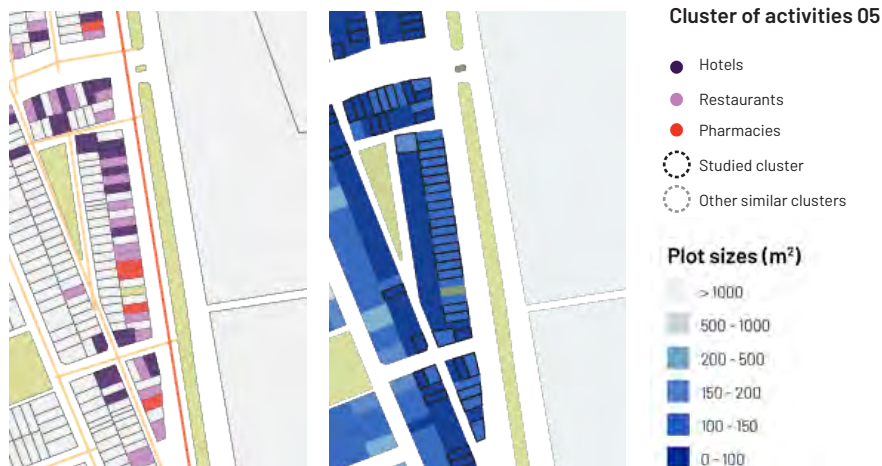 Cluster of activities 05
Hotels
Restaurants
Pharmacies
Studied cluster
Other similar clusters
Plot sizes (m²)
> 1000
500 - 1000
200 - 500
150 - 200
100 - 150
0 - 100